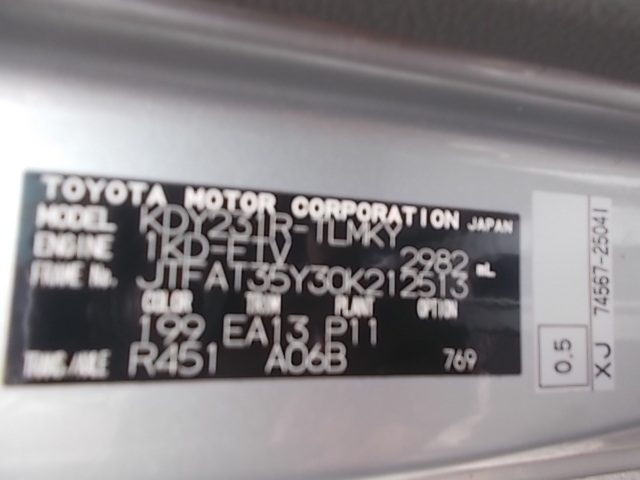 TOYOTA MOTOR CORPORATION JAPAN
MODEL KDY231R-TLMKY
ENGINE 1KD-FTV 2982 mL
FRAME No. JTFAT35Y30K212513
COLOR TRIM PLANT OPTION
199 EA13 P11
TRANS/AXLE R451 A06B 769
0.5
XJ 74567-25041